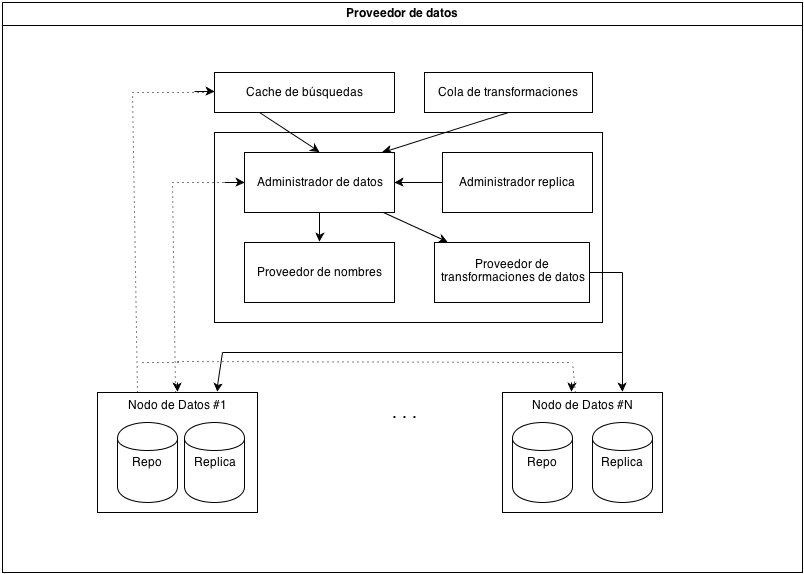 Proveedor de datos
Cache de búsquedas
Cola de transformaciones
Administrador de datos
Administrador replica
Proveedor de nombres
Proveedor de
transformaciones de datos
Nodo de Datos #1
Repo
Replica
. . .
Nodo de Datos #N
Repo
Replica